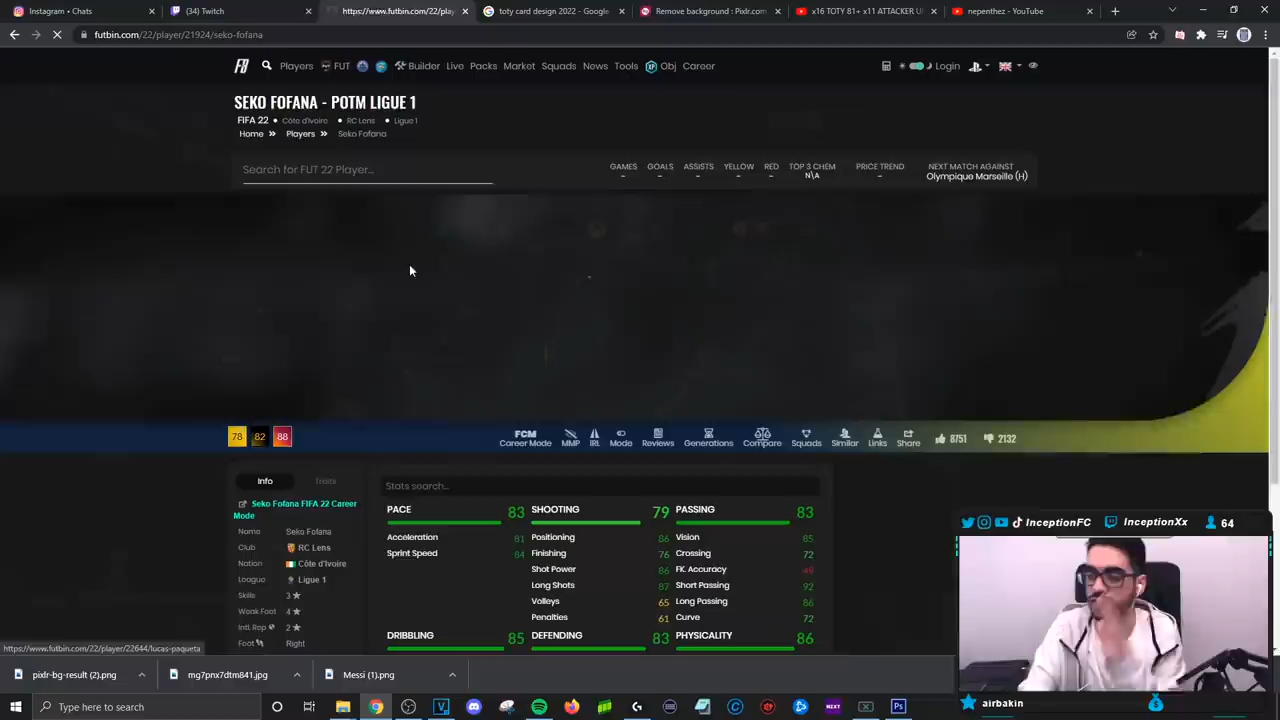 Instagram • Chats
(34) Twitch
https://www.futbin.com/22/pla
toty card design 2022 - Google
Remove background : Pixlr.com
x16 TOTY 81+ x11 ATTACKER U
nepenthez - YouTube
futbin.com/22/player/21924/seko-fofana
Players FUT Builder Live Packs Market Squads News Tools Obj Career
Login
SEKO FOFANA - POTM LIGUE 1
FIFA 22 • Côte d'Ivoire • RC Lens • Ligue 1
Home » Players » Seko Fofana
Search for FUT 22 Player...
GAMES GOALS ASSISTS YELLOW RED TOP 3 CHEM PRICE TREND NEXT MATCH AGAINST
- - - - - N\A - Olympique Marseille (H)
78 82 88
FCM
Career Mode MMP IRL Mode Reviews Generations Compare Squads Similar Links Share 8751 2132
Info Traits
Stats search...
Seko Fofana FIFA 22 Career
Mode
Name Seko Fofana
Club RC Lens
Nation Côte d'Ivoire
League Ligue 1
Skills 3
Weak Foot 4
Intl. Rep 2
Foot Right
PACE 83 SHOOTING 79 PASSING 83
Acceleration 81 Positioning 86 Vision 85
Sprint Speed 84 Finishing 76 Crossing 72
Shot Power 86 FK. Accuracy 49
Long Shots 87 Short Passing 92
Volleys 65 Long Passing 86
Penalties 61 Curve 72
DRIBBLING 85 DEFENDING 83 PHYSICALITY 86
InceptionFC InceptionXx 64
https://www.futbin.com/22/player/22644/lucas-paqueta
pixlr-bg-result (2).png
mg7pnx7dtm841.jpg
Messi (1).png
airbakin
Type here to search